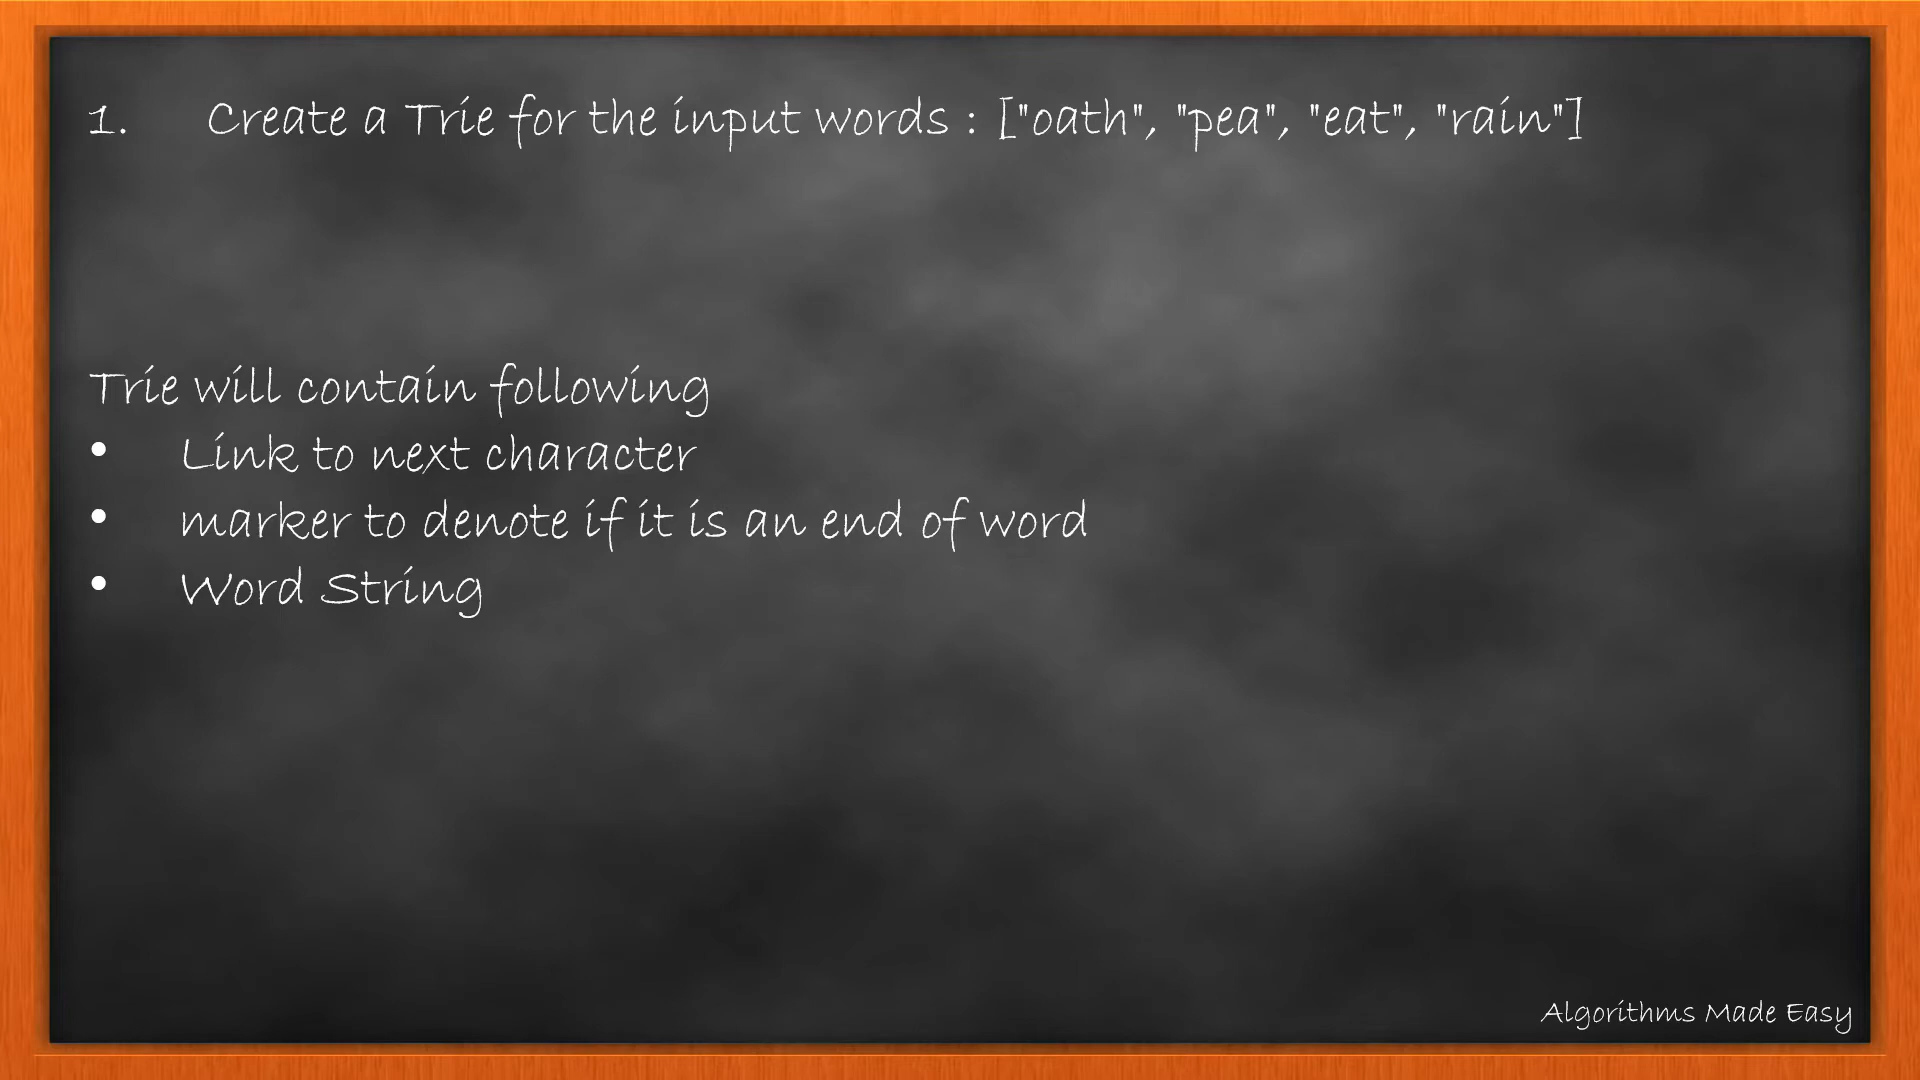 1. Create a Trie for the input words : ["oath", "pea", "eat", "rain"]
Trie will contain following
• Link to next character
• marker to denote if it is an end of word
• Word String
Algorithms Made Easy